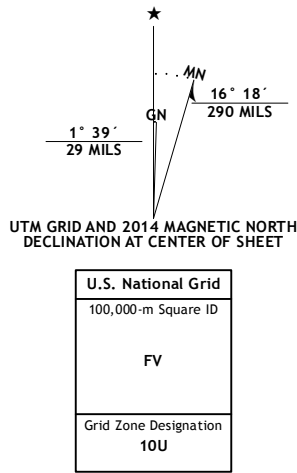 MN
16° 18´
290 MILS
GN
1° 39´
29 MILS
UTM GRID AND 2014 MAGNETIC NORTH
DECLINATION AT CENTER OF SHEET
U.S. National Grid
100,000-m Square ID
FV
Grid Zone Designation
10U